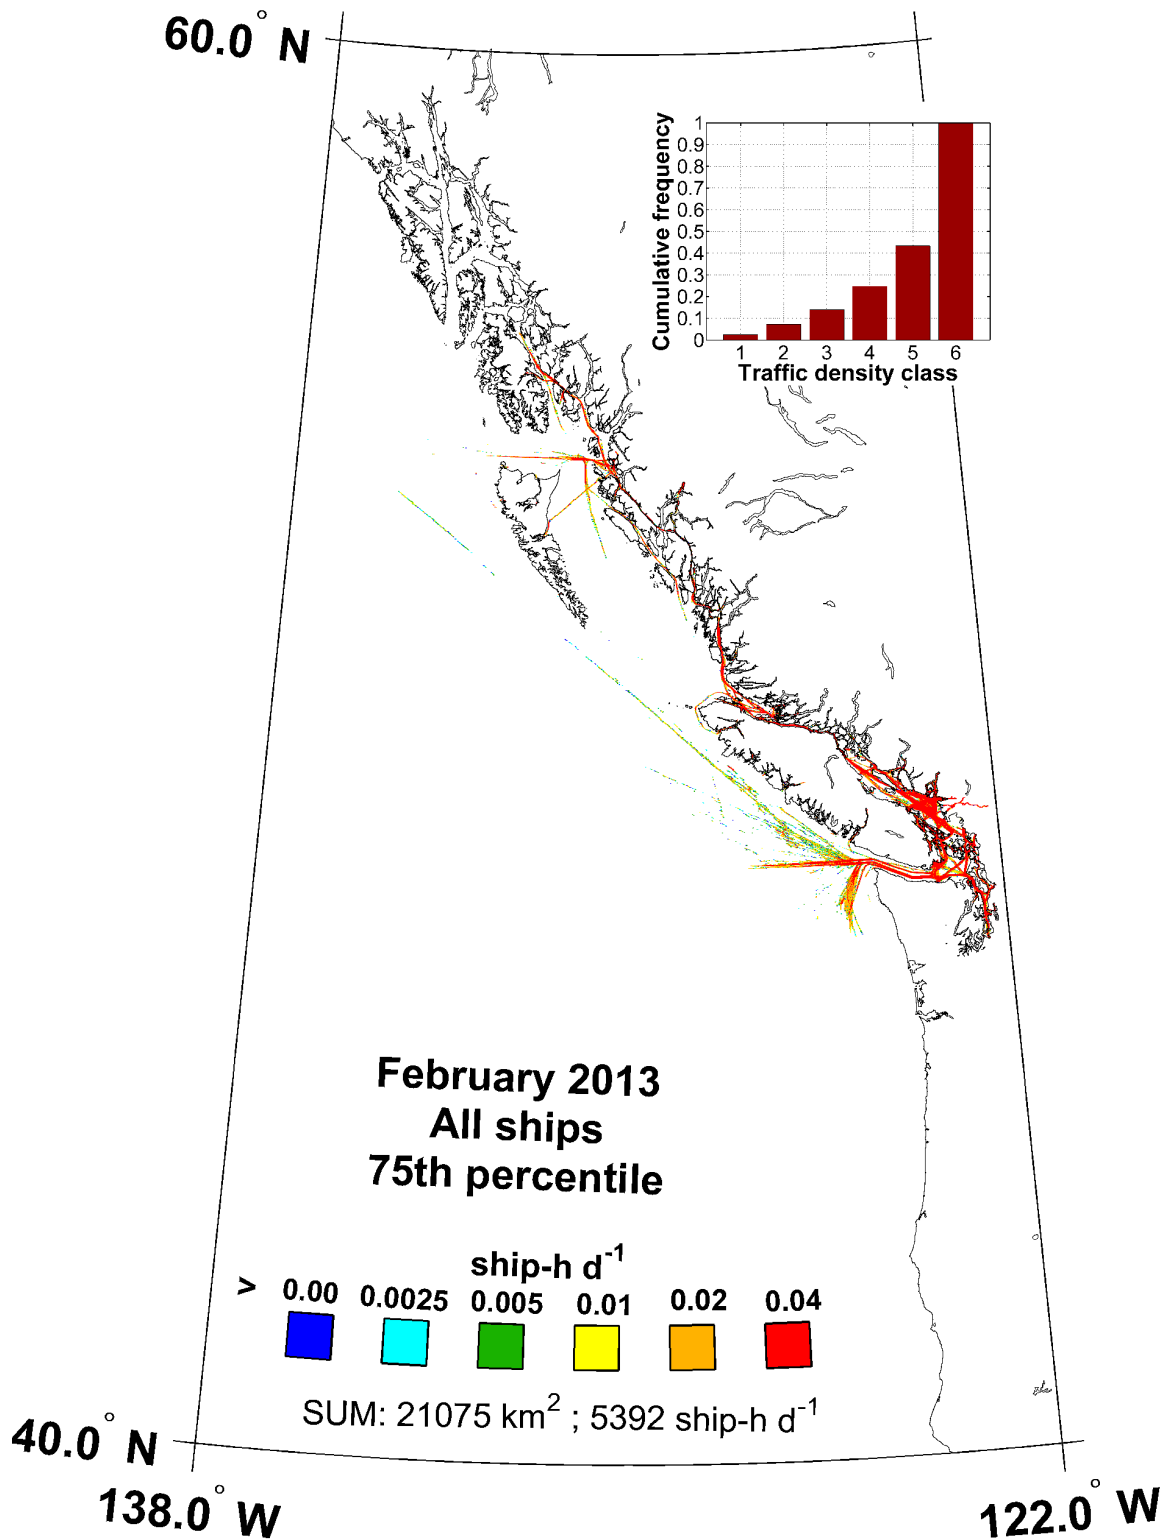 60.0° N
Cumulative frequency
1
0.9
0.8
0.7
0.6
0.5
0.4
0.3
0.2
0.1
0
1 2 3 4 5 6
Traffic density class
February 2013
All ships
75th percentile
ship-h d⁻¹
> 0.00 0.0025 0.005 0.01 0.02 0.04
SUM: 21075 km² ; 5392 ship-h d⁻¹
40.0° N
138.0° W
122.0° W